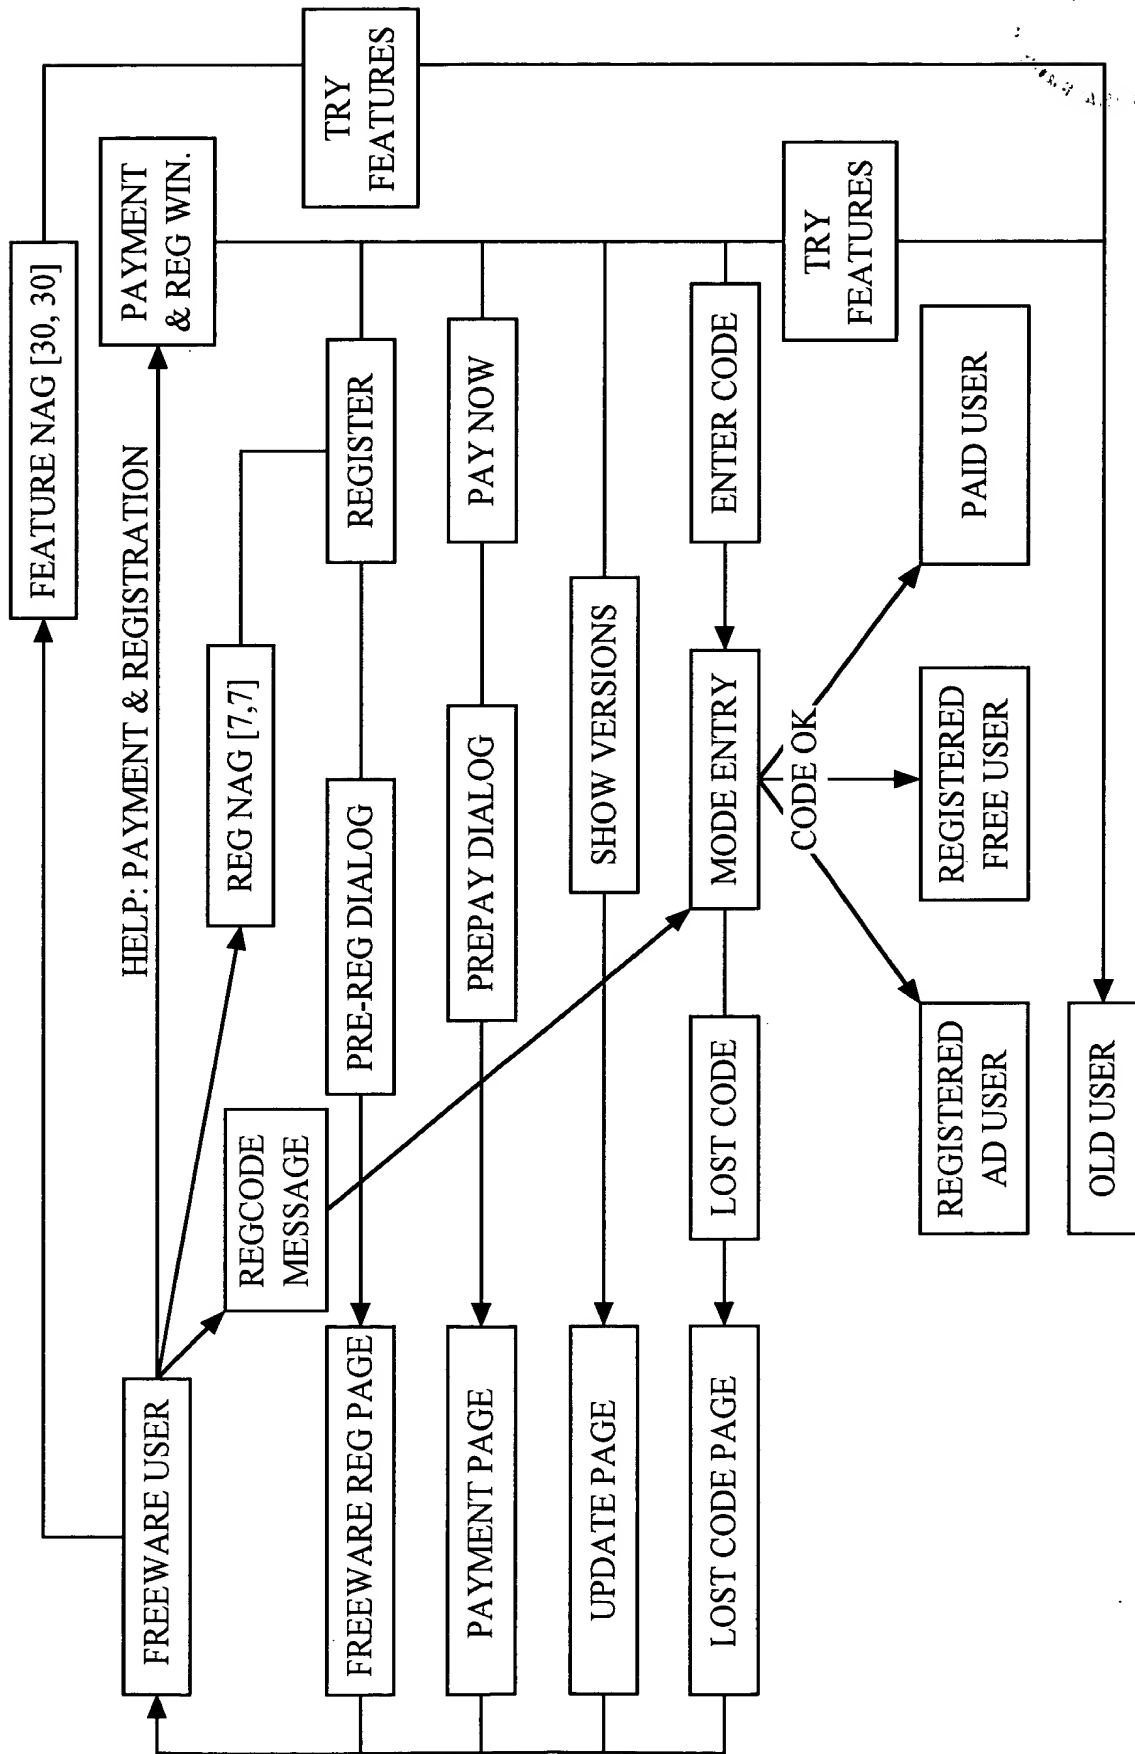 FEATURE NAG [30, 30]
TRY
FEATURES
HELP: PAYMENT & REGISTRATION
PAYMENT
& REG WIN.
FREEWARE USER
REG NAG [7,7]
REGCODE
MESSAGE
FREEWARE REG PAGE
PRE-REG DIALOG
REGISTER
PAYMENT PAGE
PREPAY DIALOG
PAY NOW
UPDATE PAGE
SHOW VERSIONS
LOST CODE PAGE
LOST CODE
MODE ENTRY
ENTER CODE
TRY
FEATURES
CODE OK
REGISTERED
AD USER
REGISTERED
FREE USER
PAID USER
OLD USER